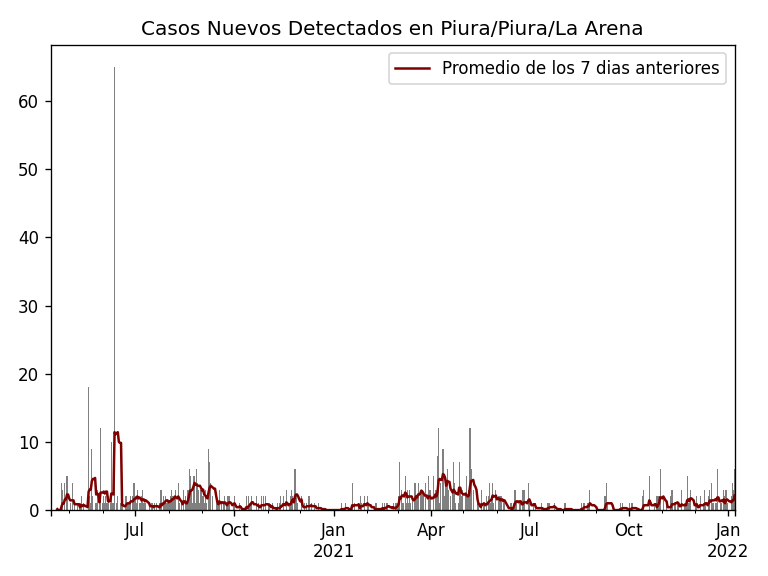 Casos Nuevos Detectados en Piura/Piura/La Arena
Promedio de los 7 dias anteriores
60
50
40
30
20
10
0
Jul Oct Jan Apr Jul Oct Jan
2021 2022